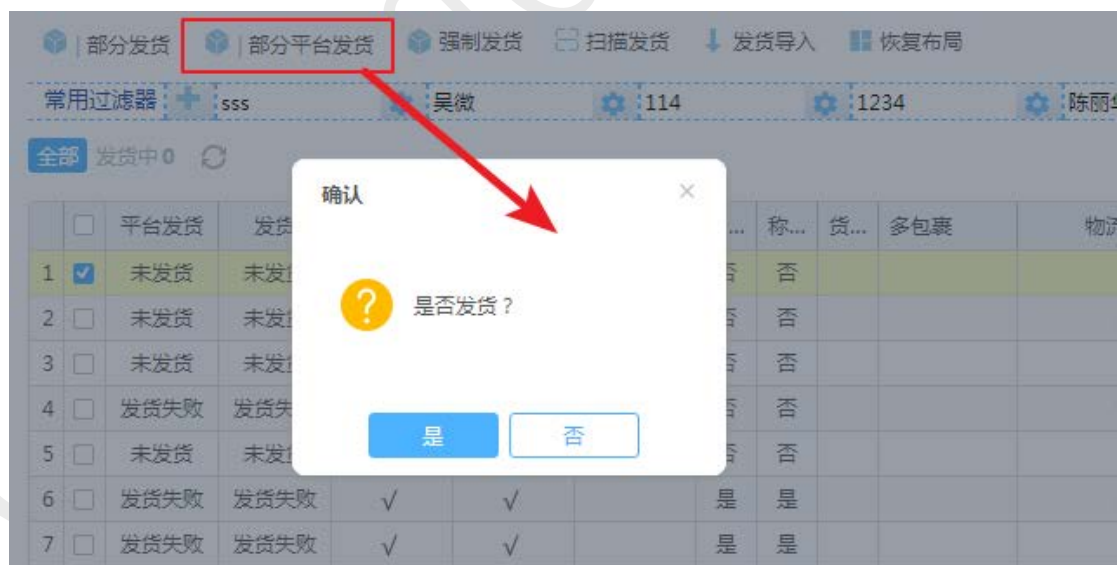 | 部分发货 | 部分平台发货 强制发货 扫描发货 发货导入 恢复布局
常用过滤器 sss 吴微 114 1234 陈丽
全部 发货中 0
确认
平台发货 发货 ... 称... 货... 多包裹 物流
1 未发货 未发 否 否
是否发货？
2 未发货 未发 否 否
3 未发货 未发 否 否
4 发货失败 发货失 否 否
是 否
5 未发货 未发 否 否
6 发货失败 发货失败 √ √ 是 是
7 发货失败 发货失败 √ √ 是 是